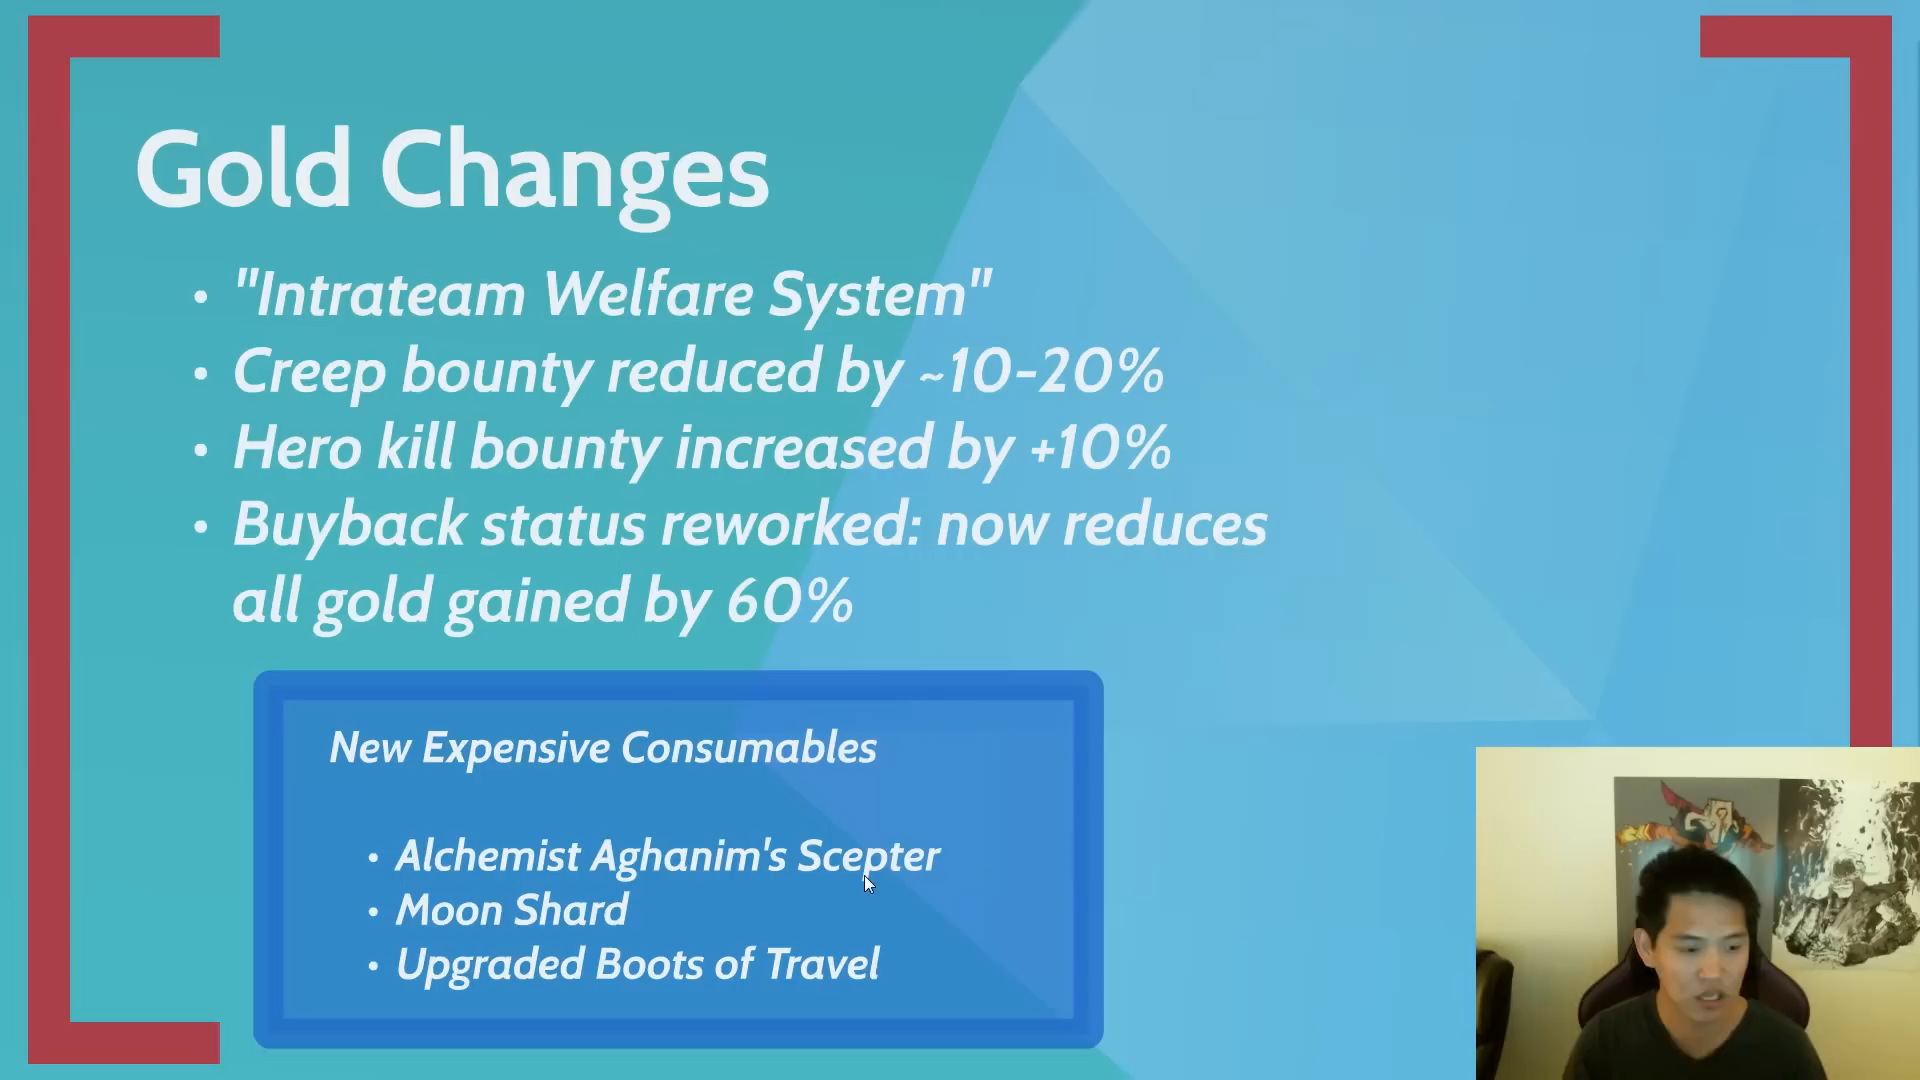 Gold Changes
• "Intrateam Welfare System"
• Creep bounty reduced by ~10-20%
• Hero kill bounty increased by +10%
• Buyback status reworked: now reduces
all gold gained by 60%
New Expensive Consumables
• Alchemist Aghanim's Scepter
• Moon Shard
• Upgraded Boots of Travel